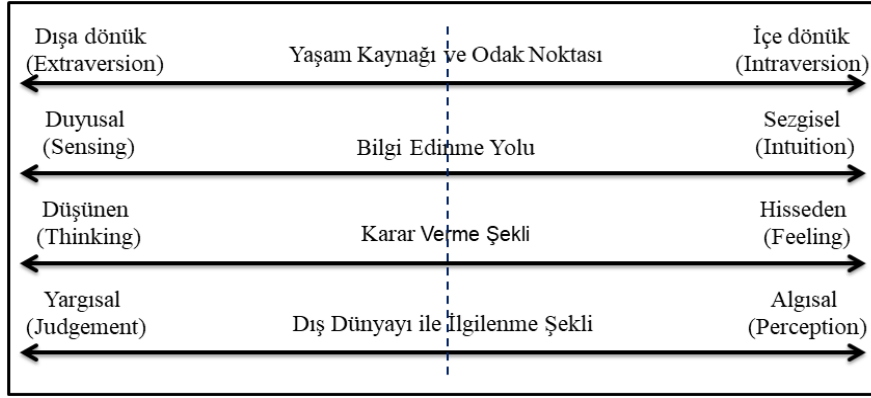 Dışa dönük
(Extraversion)
Yaşam Kaynağı ve Odak Noktası
İçe dönük
(Intraversion)
Duyusal
(Sensing)
Bilgi Edinme Yolu
Sezgisel
(Intuition)
Düşünen
(Thinking)
Karar Verme Şekli
Hisseden
(Feeling)
Yargısal
(Judgement)
Dış Dünyayı ile İlgilenme Şekli
Algısal
(Perception)